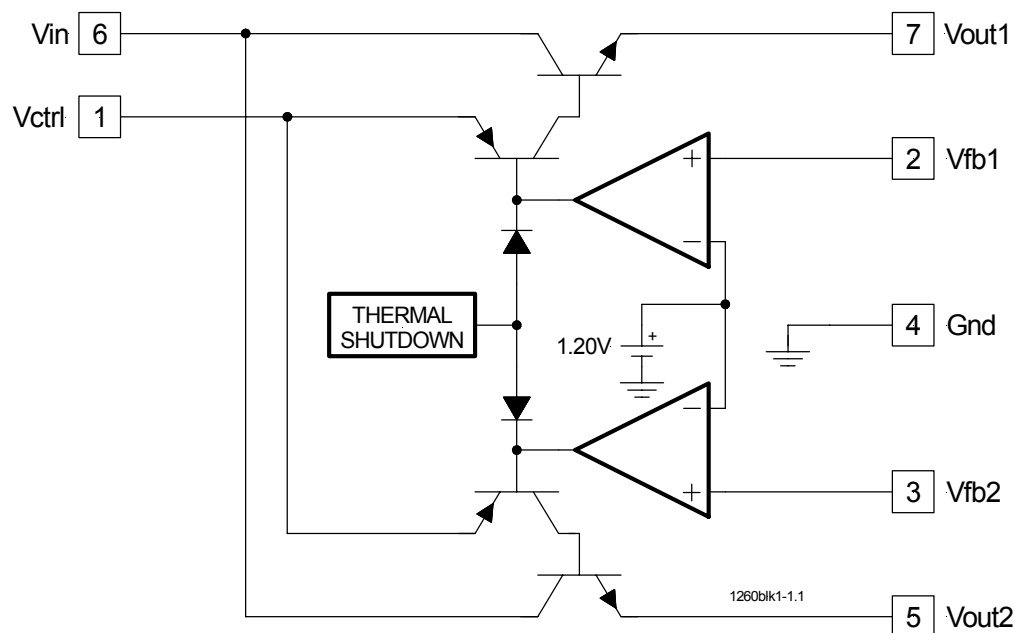 Vin 6
7 Vout1
Vctrl 1
+
2 Vfb1
−
THERMAL
SHUTDOWN
1.20V
+
4 Gnd
−
+
3 Vfb2
1260blk1-1.1
5 Vout2